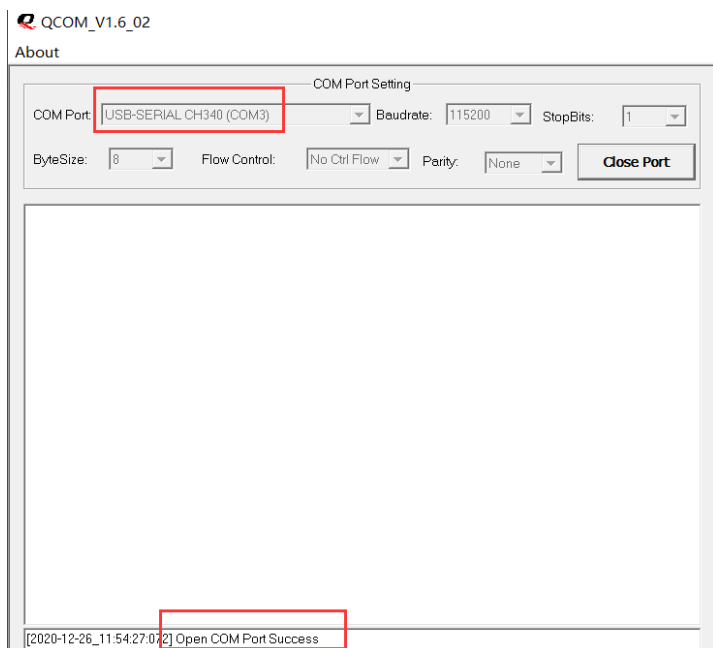 QCOM_V1.6_02
About
COM Port Setting
COM Port: USB-SERIAL CH340 (COM3) Baudrate: 115200 StopBits: 1
ByteSize: 8 Flow Control: No Ctrl Flow Parity: None Close Port
[2020-12-26_11:54:27:072] Open COM Port Success